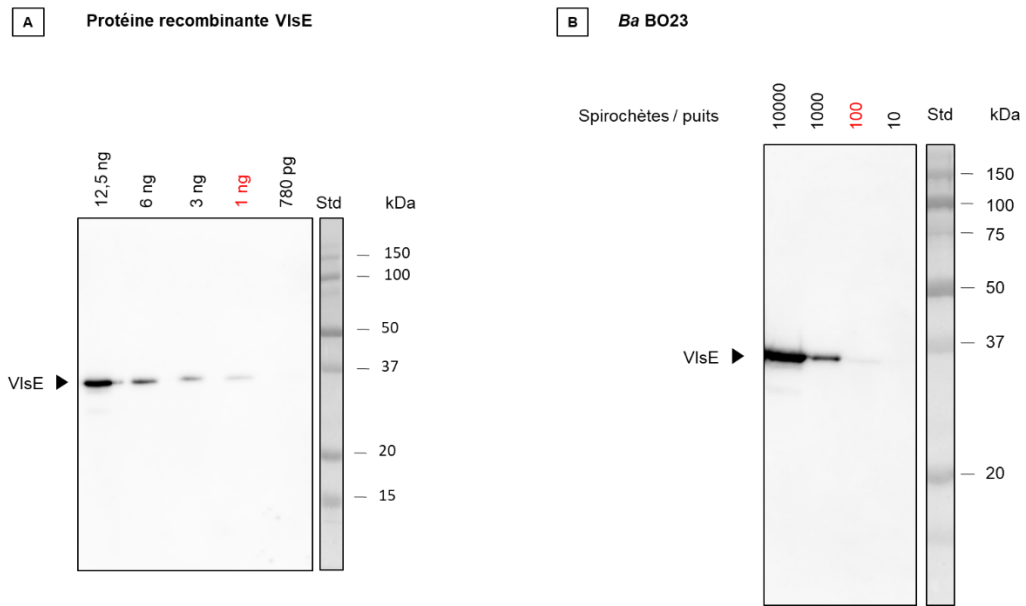 A Protéine recombinante VlsE
12,5 ng 6 ng 3 ng 1 ng 780 pg Std kDa
150
100
50
37
VlsE
20
15
B Ba BO23
Spirochètes / puits 10000 1000 100 10 Std kDa
150
100
75
50
37
VlsE
20